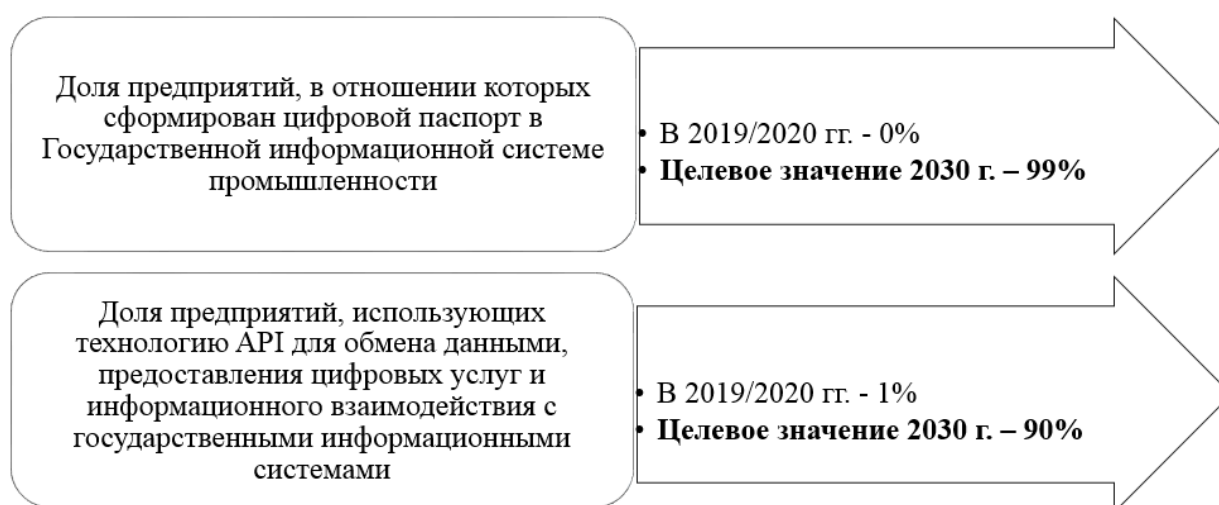 Доля предприятий, в отношении которых
сформирован цифровой паспорт в
Государственной информационной системе
промышленности
• В 2019/2020 гг. - 0%
• Целевое значение 2030 г. – 99%
Доля предприятий, использующих
технологию API для обмена данными,
предоставления цифровых услуг и
информационного взаимодействия с
государственными информационными
системами
• В 2019/2020 гг. - 1%
• Целевое значение 2030 г. – 90%